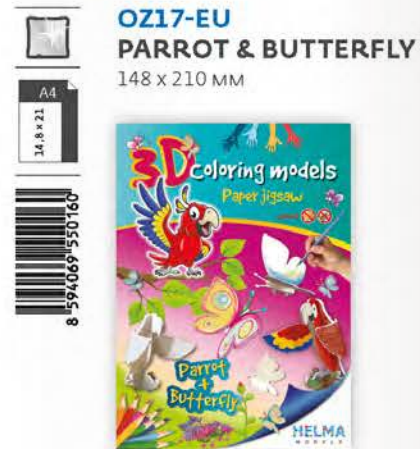 OZ17-EU
PARROT & BUTTERFLY
148 x 210 MM
A4
14.8 x 21
8 594069 550160
3D Coloring models
Paper jigsaw
Parrot
+
Butterfly
HELMA
MODELS